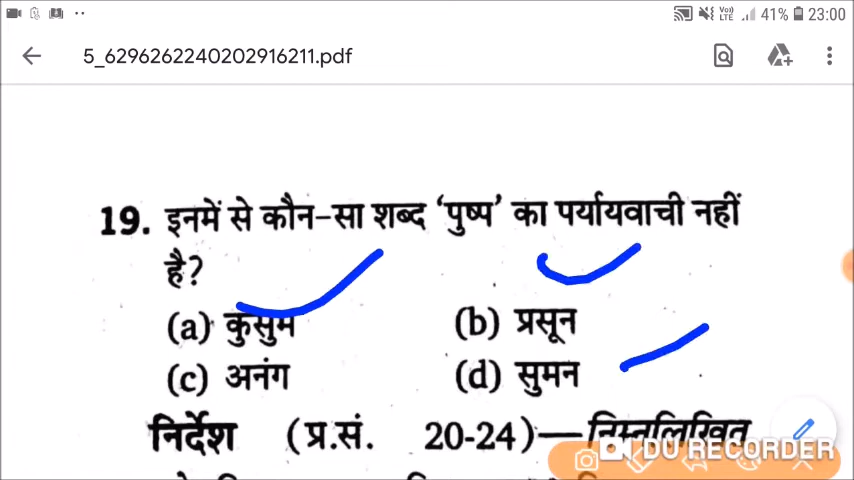 41% 23:00
5_6296262240202916211.pdf
19. इनमें से कौन-सा शब्द ‘पुष्प’ का पर्यायवाची नहीं
है?
(a) कुसुम (b) प्रसून
(c) अनंग (d) सुमन
निर्देश (प्र.सं. 20-24)—निम्नलिखित
DU RECORDER